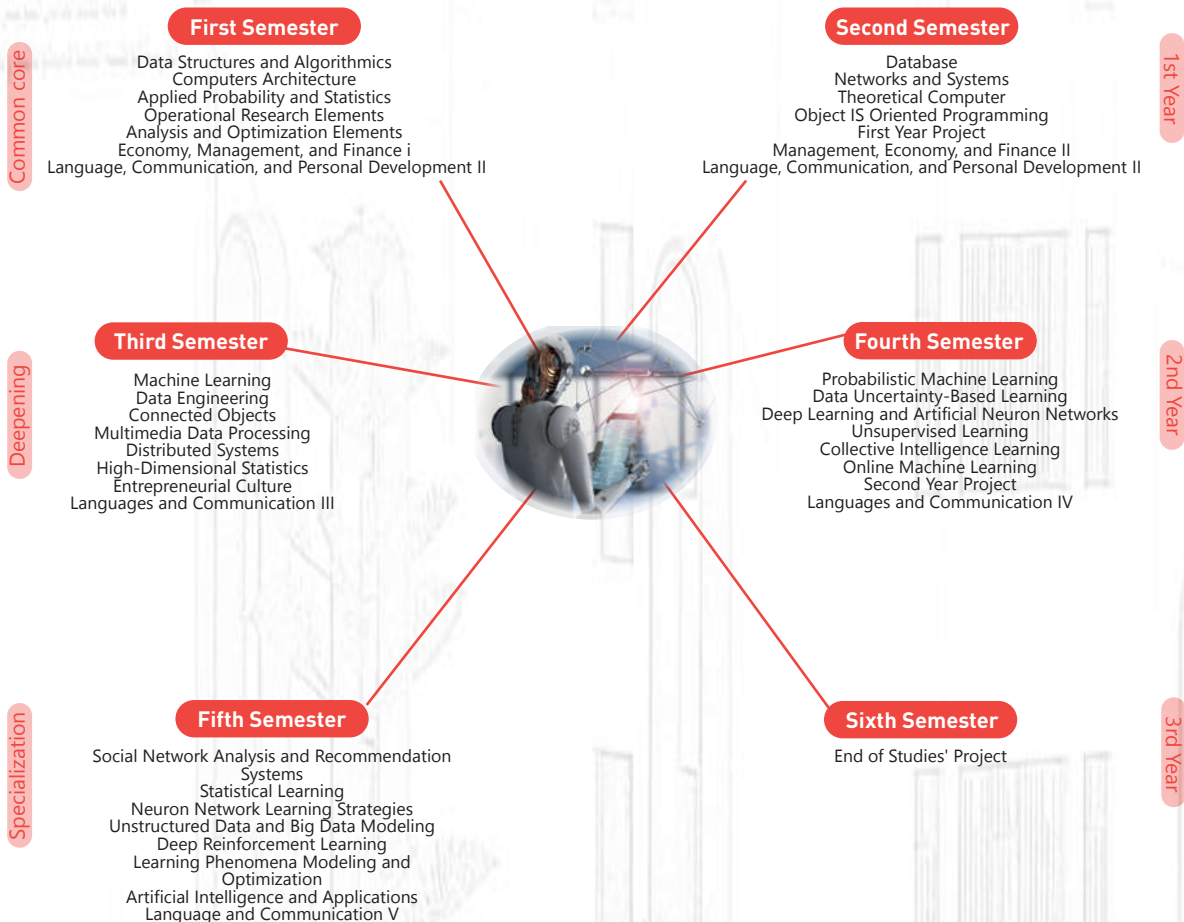 Common core
First Semester
Data Structures and Algorithmics
Computers Architecture
Applied Probability and Statistics
Operational Research Elements
Analysis and Optimization Elements
Economy, Management, and Finance i
Language, Communication, and Personal Development II
Second Semester
Database
Networks and Systems
Theoretical Computer
Object IS Oriented Programming
First Year Project
Management, Economy, and Finance II
Language, Communication, and Personal Development II
1st Year
Deepening
Third Semester
Machine Learning
Data Engineering
Connected Objects
Multimedia Data Processing
Distributed Systems
High-Dimensional Statistics
Entrepreneurial Culture
Languages and Communication III
Fourth Semester
Probabilistic Machine Learning
Data Uncertainty-Based Learning
Deep Learning and Artificial Neuron Networks
Unsupervised Learning
Collective Intelligence Learning
Online Machine Learning
Second Year Project
Languages and Communication IV
2nd Year
Specialization
Fifth Semester
Social Network Analysis and Recommendation
Systems
Statistical Learning
Neuron Network Learning Strategies
Unstructured Data and Big Data Modeling
Deep Reinforcement Learning
Learning Phenomena Modeling and
Optimization
Artificial Intelligence and Applications
Language and Communication V
Sixth Semester
End of Studies' Project
3rd Year